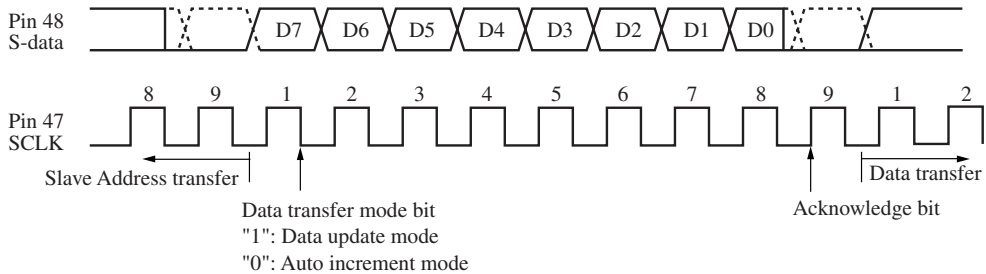 Pin 48
S-data
D7 D6 D5 D4 D3 D2 D1 D0
8 9 1 2 3 4 5 6 7 8 9 1 2
Pin 47
SCLK
Slave Address transfer
Data transfer
Data transfer mode bit
"1": Data update mode
"0": Auto increment mode
Acknowledge bit